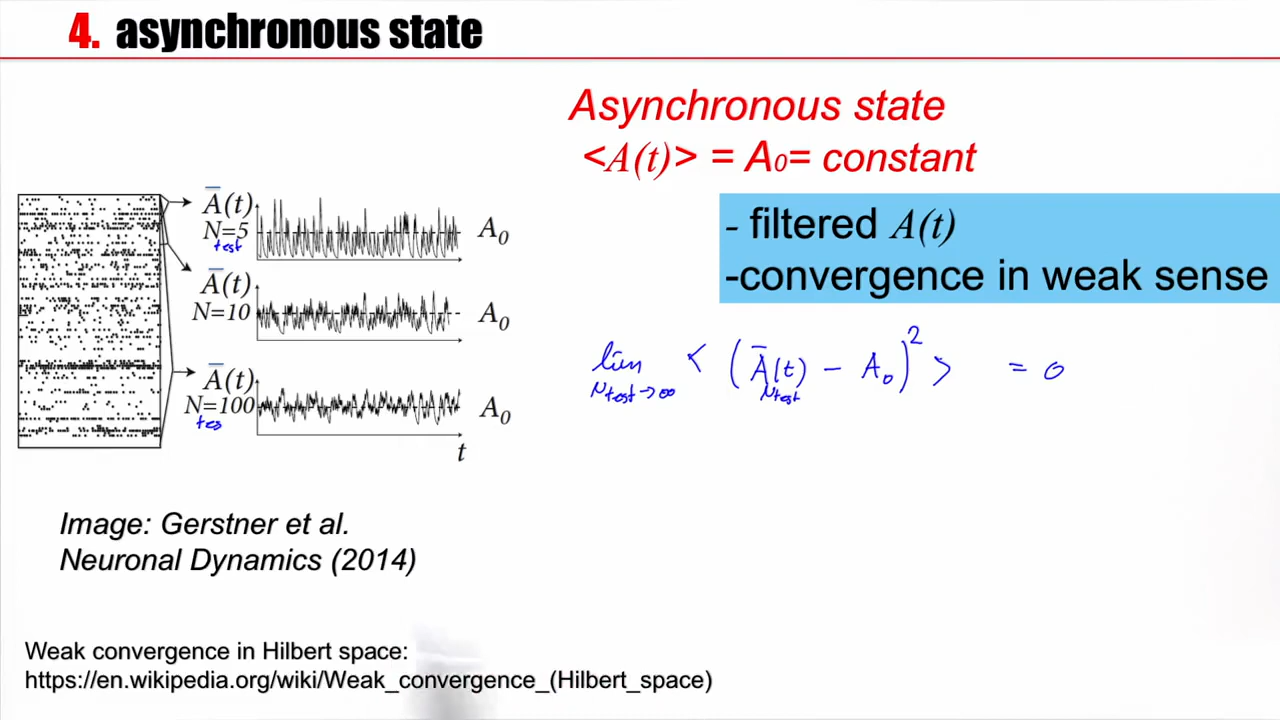 4. asynchronous state
Asynchronous state
<A(t)> = A0= constant
- filtered A(t)
-convergence in weak sense
A̅(t)
N=5
test
A0
A̅(t)
N=10
A0
A̅(t)
N=100
tes
A0
t
lim < (A̅(t) - A0)2 > = 0
Ntest→∞ Ntest
Image: Gerstner et al.
Neuronal Dynamics (2014)
Weak convergence in Hilbert space:
https://en.wikipedia.org/wiki/Weak_convergence_(Hilbert_space)